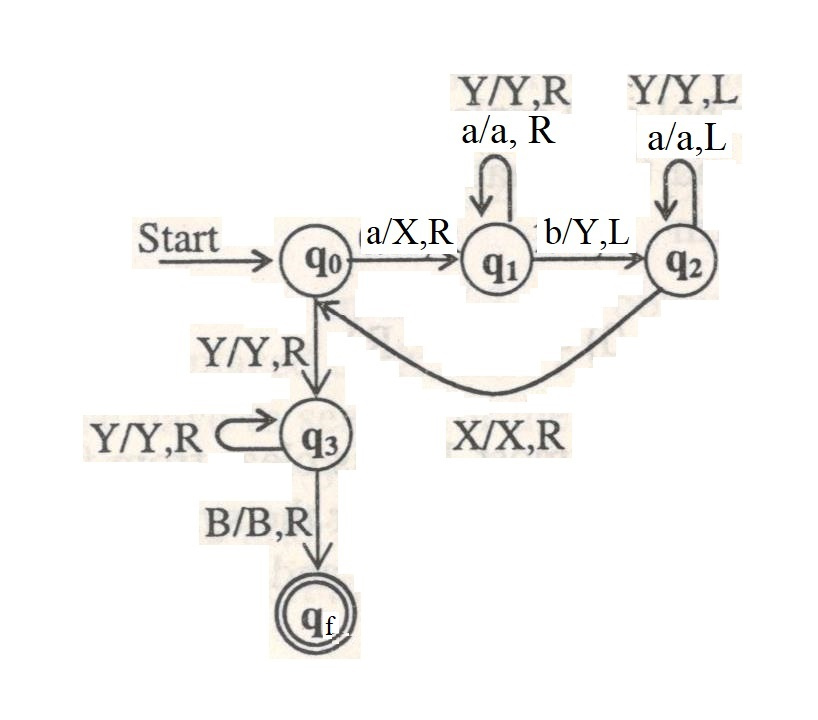 Y/Y,R
a/a, R
Y/Y,L
a/a,L
Start
q0
a/X,R
q1
b/Y,L
q2
Y/Y,R
Y/Y,R
q3
X/X,R
B/B,R
qf